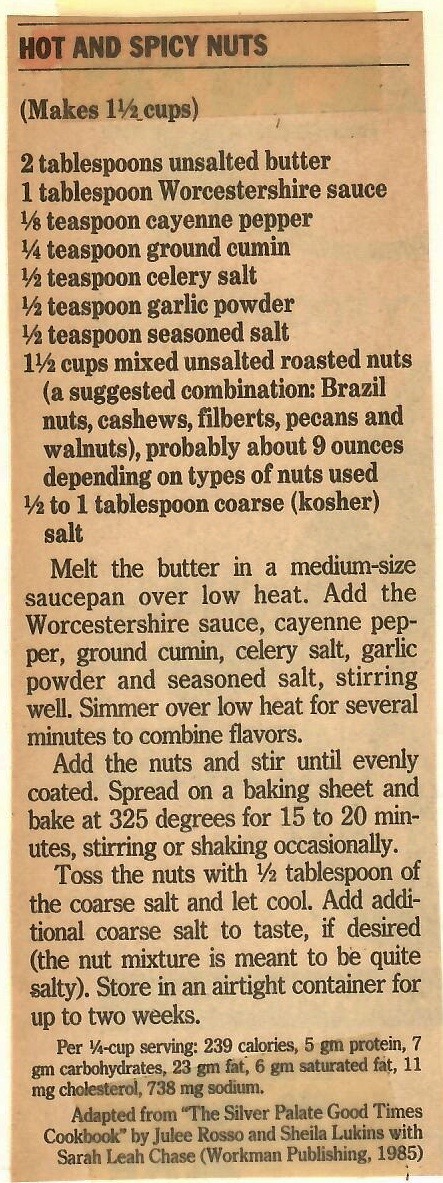 HOT AND SPICY NUTS
(Makes 1½ cups)
2 tablespoons unsalted butter
1 tablespoon Worcestershire sauce
⅛ teaspoon cayenne pepper
¼ teaspoon ground cumin
½ teaspoon celery salt
½ teaspoon garlic powder
½ teaspoon seasoned salt
1½ cups mixed unsalted roasted nuts
(a suggested combination: Brazil
nuts, cashews, filberts, pecans and
walnuts), probably about 9 ounces
depending on types of nuts used
½ to 1 tablespoon coarse (kosher)
salt
Melt the butter in a medium-size
saucepan over low heat. Add the
Worcestershire sauce, cayenne pep-
per, ground cumin, celery salt, garlic
powder and seasoned salt, stirring
well. Simmer over low heat for several
minutes to combine flavors.
Add the nuts and stir until evenly
coated. Spread on a baking sheet and
bake at 325 degrees for 15 to 20 min-
utes, stirring or shaking occasionally.
Toss the nuts with ½ tablespoon of
the coarse salt and let cool. Add addi-
tional coarse salt to taste, if desired
(the nut mixture is meant to be quite
salty). Store in an airtight container for
up to two weeks.
Per ¼-cup serving: 239 calories, 5 gm protein, 7
gm carbohydrates, 23 gm fat, 6 gm saturated fat, 11
mg cholesterol, 738 mg sodium.
Adapted from "The Silver Palate Good Times
Cookbook" by Julee Rosso and Sheila Lukins with
Sarah Leah Chase (Workman Publishing, 1985)